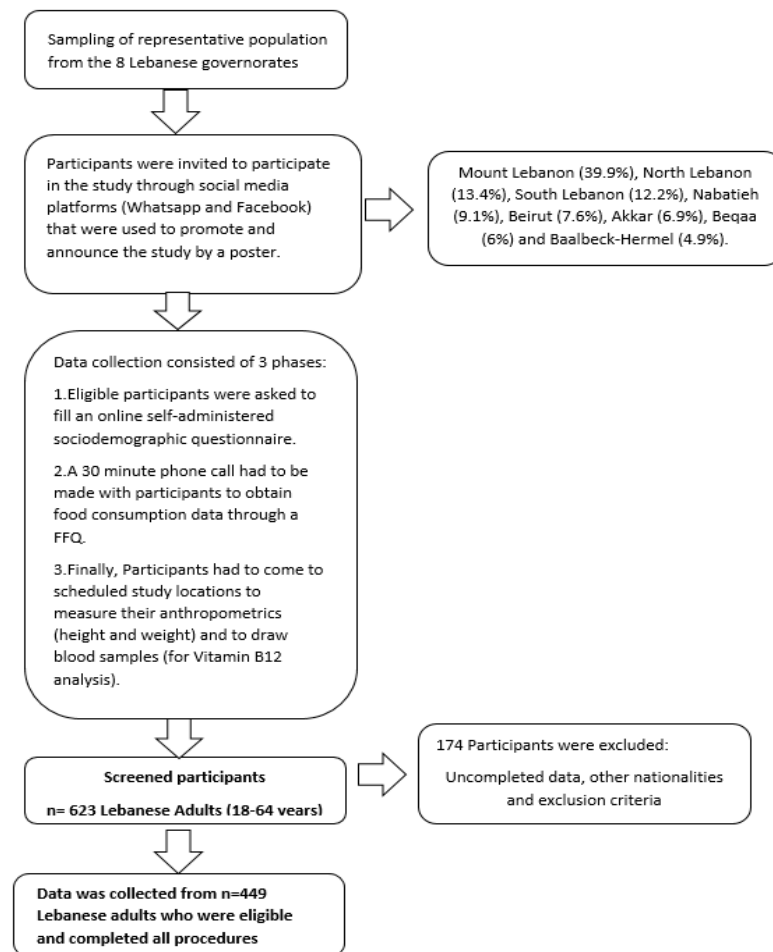 Sampling of representative population
from the 8 Lebanese governorates
Participants were invited to participate
in the study through social media
platforms (Whatsapp and Facebook)
that were used to promote and
announce the study by a poster.
Mount Lebanon (39.9%), North Lebanon
(13.4%), South Lebanon (12.2%), Nabatieh
(9.1%), Beirut (7.6%), Akkar (6.9%), Beqaa
(6%) and Baalbeck-Hermel (4.9%).
Data collection consisted of 3 phases:
1.Eligible participants were asked to
fill an online self-administered
sociodemographic questionnaire.
2.A 30 minute phone call had to be
made with participants to obtain
food consumption data through a
FFQ.
3.Finally, Participants had to come to
scheduled study locations to
measure their anthropometrics
(height and weight) and to draw
blood samples (for Vitamin B12
analysis).
Screened participants
n= 623 Lebanese Adults (18-64 years)
174 Participants were excluded:
Uncompleted data, other nationalities
and exclusion criteria
Data was collected from n=449
Lebanese adults who were eligible
and completed all procedures